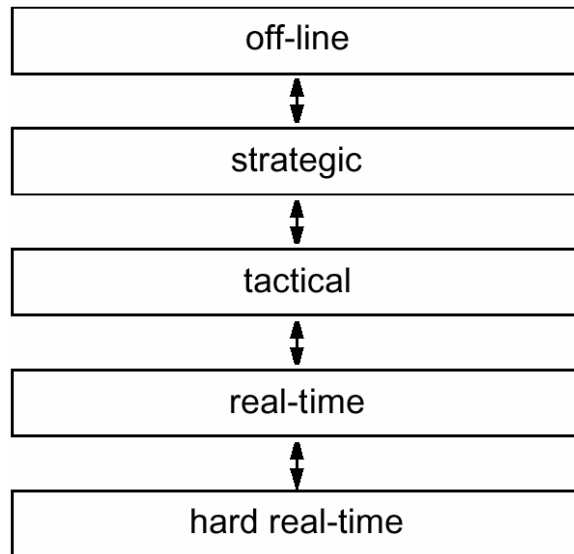 off-line
strategic
tactical
real-time
hard real-time